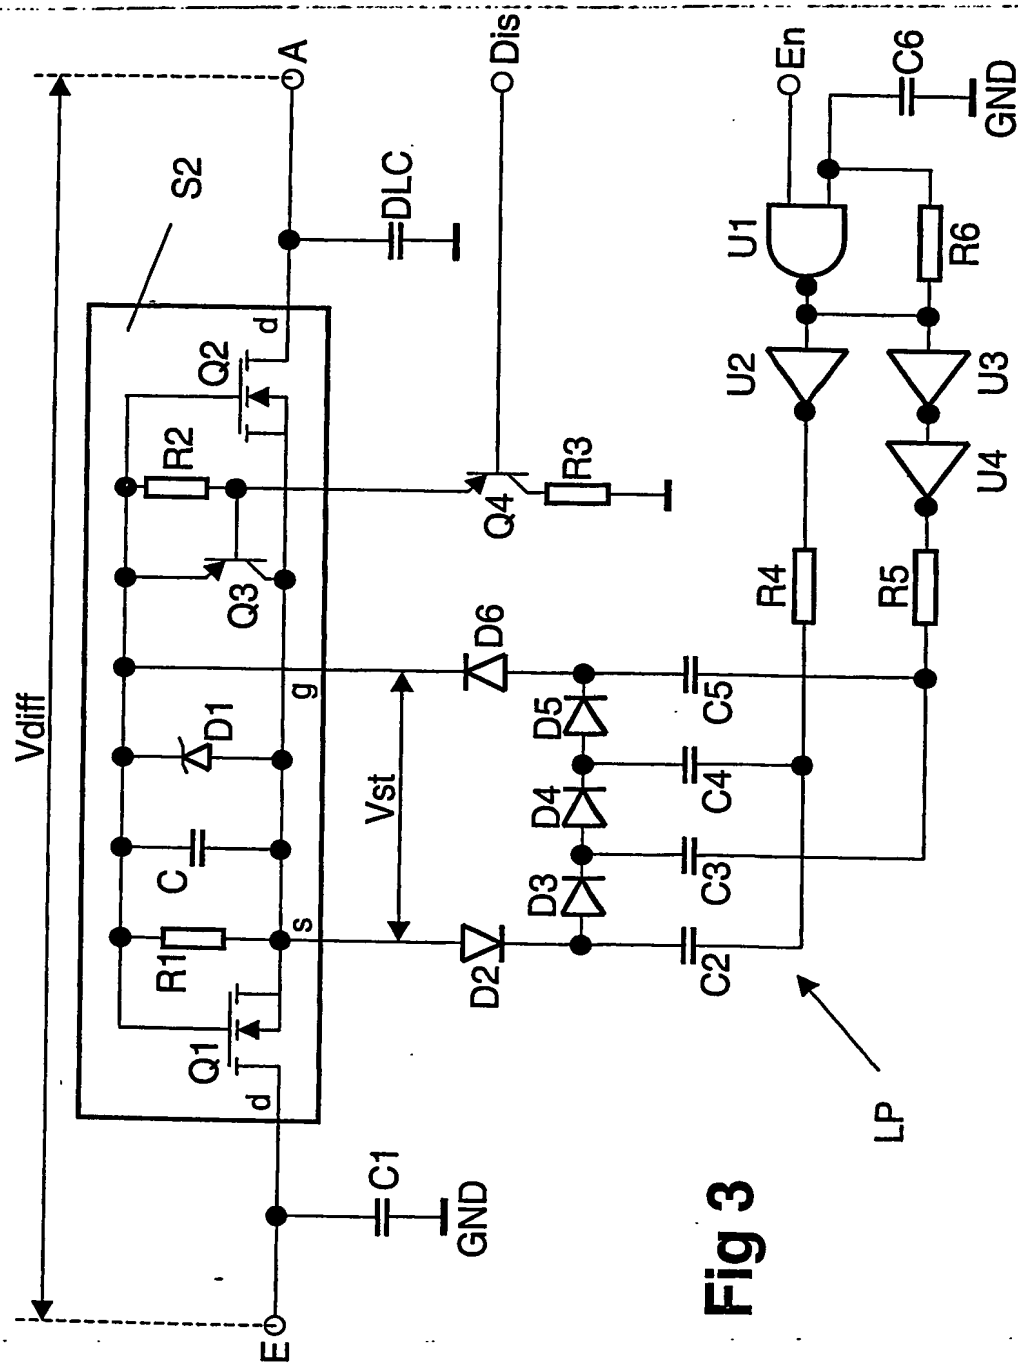 Vdiff
E
A
S2
Q1
d
R1
s
C
D1
g
Q3
R2
Q2
d
C1
GND
DLC
Dis
Q4
R3
Vst
D2
D6
D3
D4
D5
C2
C3
C4
C5
R4
R5
U2
U1
En
U4
U3
R6
C6
GND
LP
Fig 3